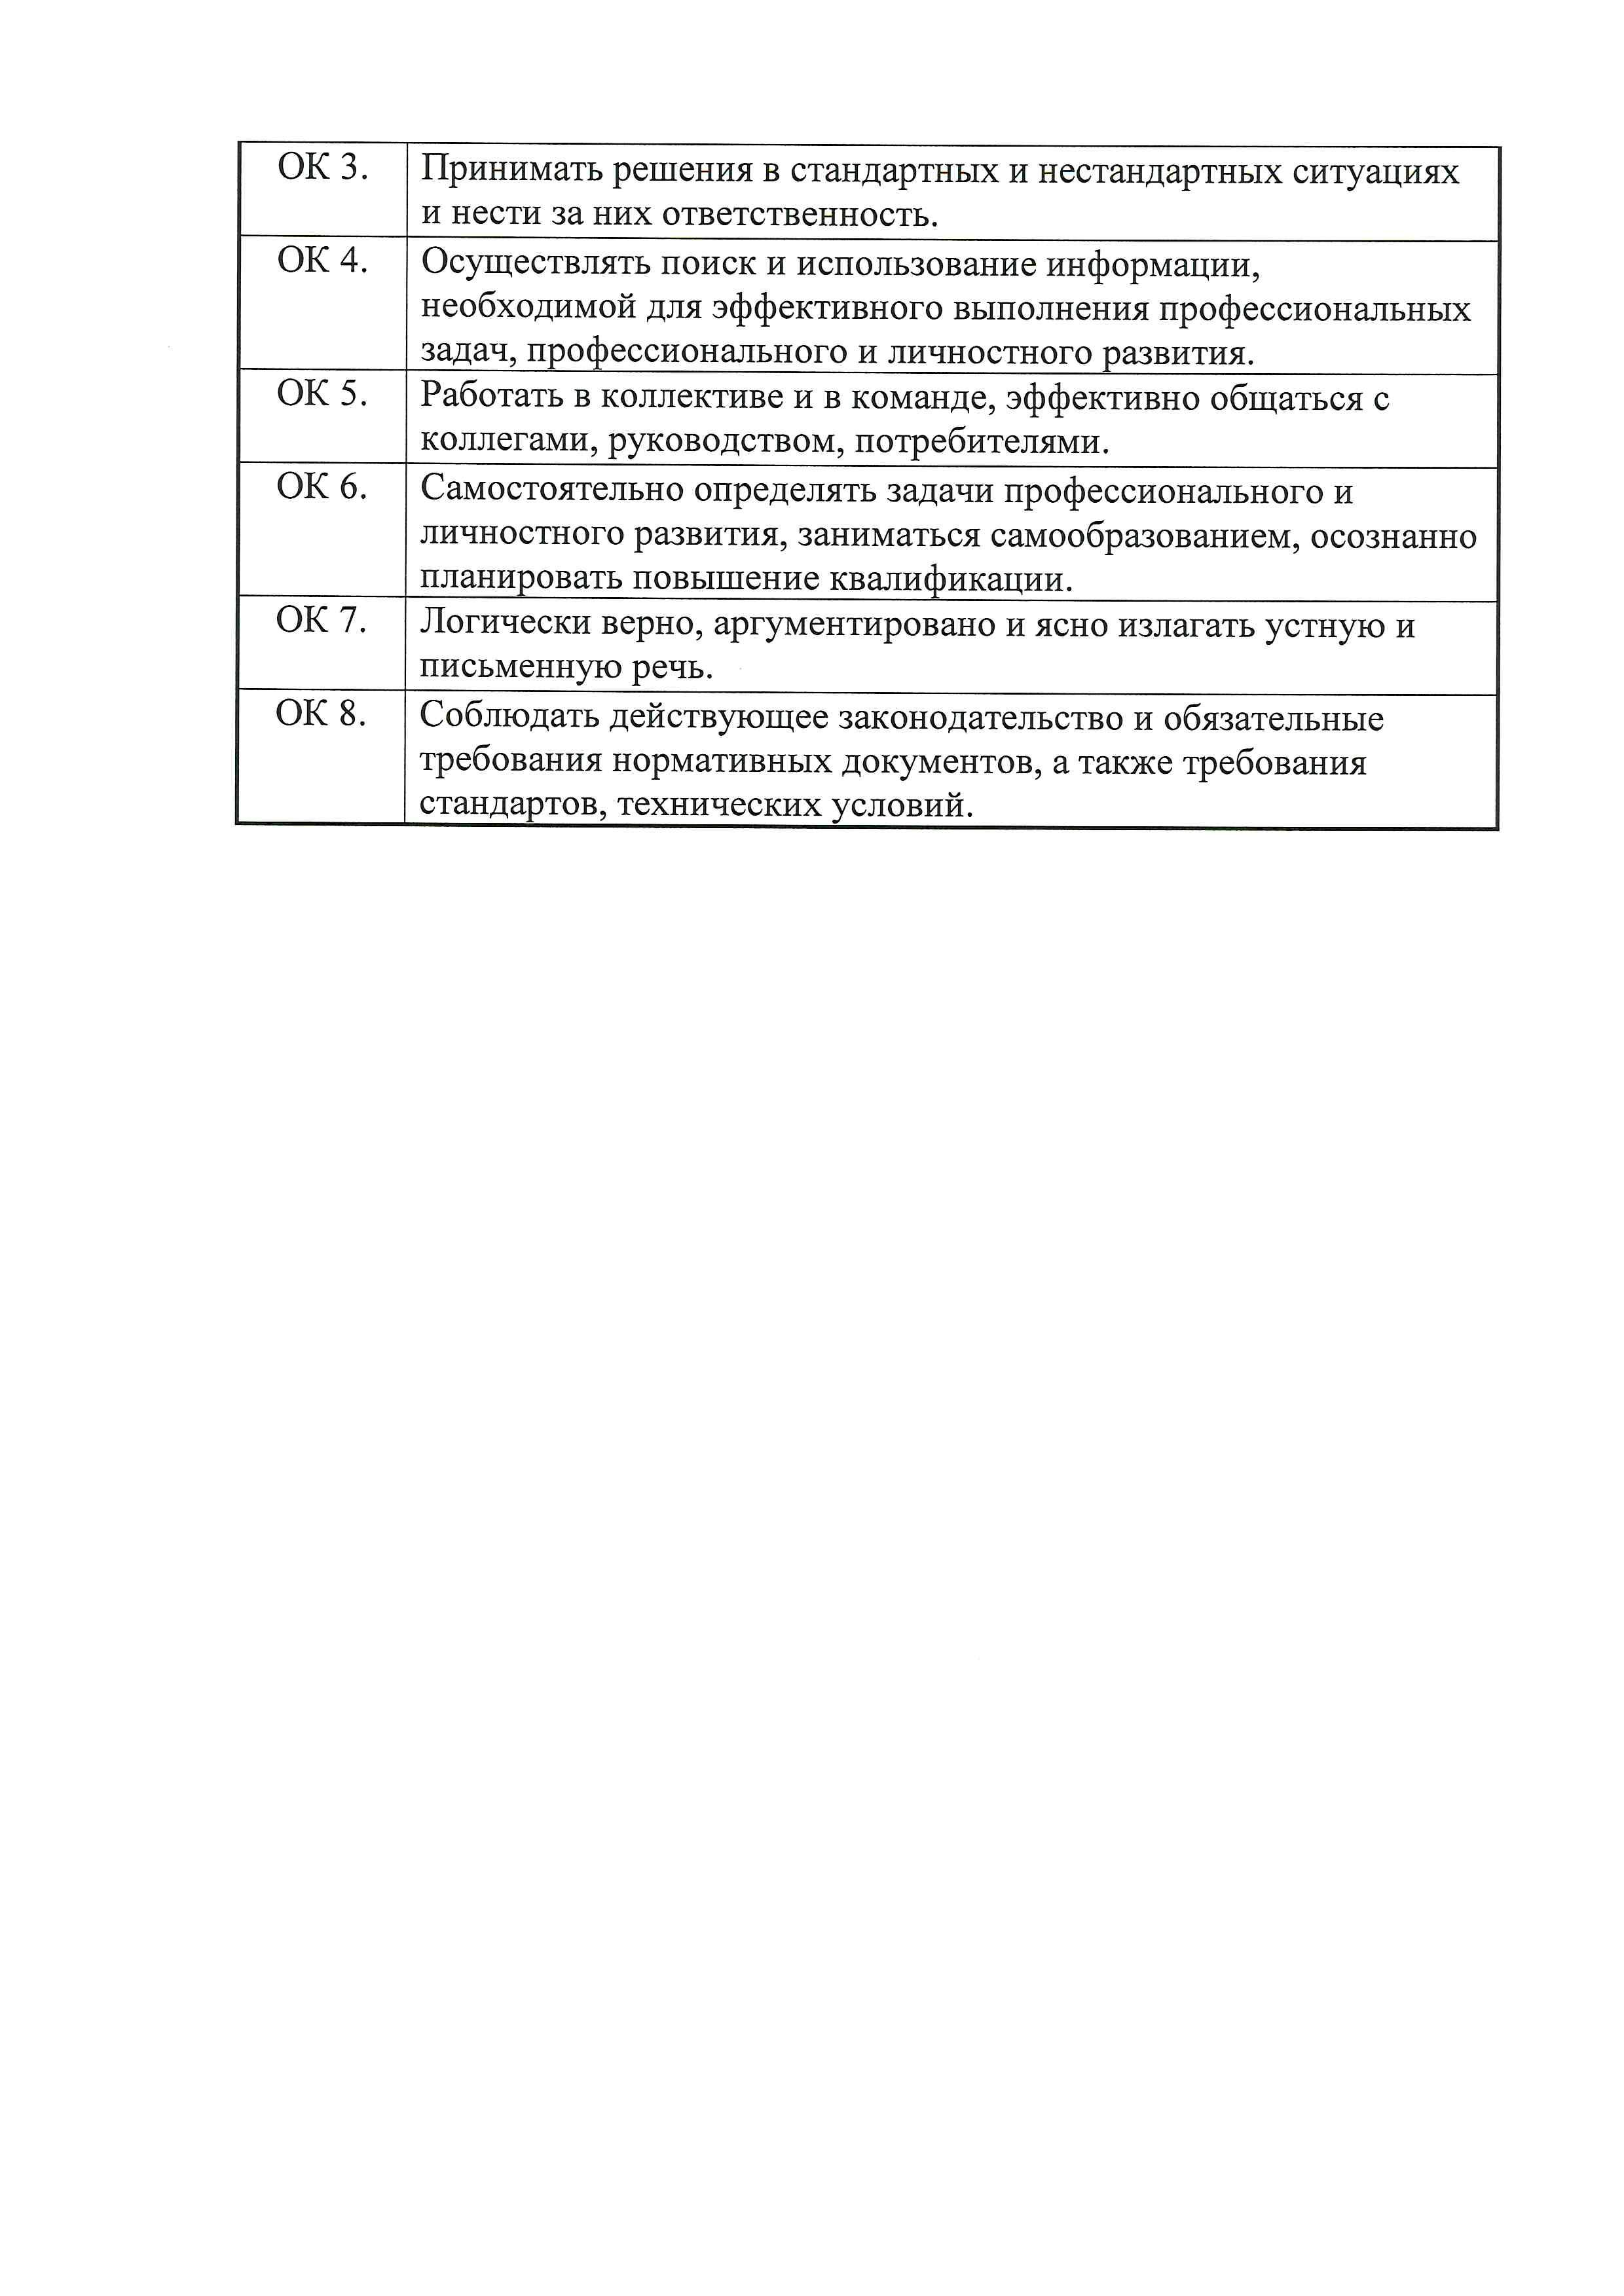 ОК 3.
Принимать решения в стандартных и нестандартных ситуациях
и нести за них ответственность.
ОК 4.
Осуществлять поиск и использование информации,
необходимой для эффективного выполнения профессиональных
задач, профессионального и личностного развития.
ОК 5.
Работать в коллективе и в команде, эффективно общаться с
коллегами, руководством, потребителями.
ОК 6.
Самостоятельно определять задачи профессионального и
личностного развития, заниматься самообразованием, осознанно
планировать повышение квалификации.
ОК 7.
Логически верно, аргументировано и ясно излагать устную и
письменную речь.
ОК 8.
Соблюдать действующее законодательство и обязательные
требования нормативных документов, а также требования
стандартов, технических условий.